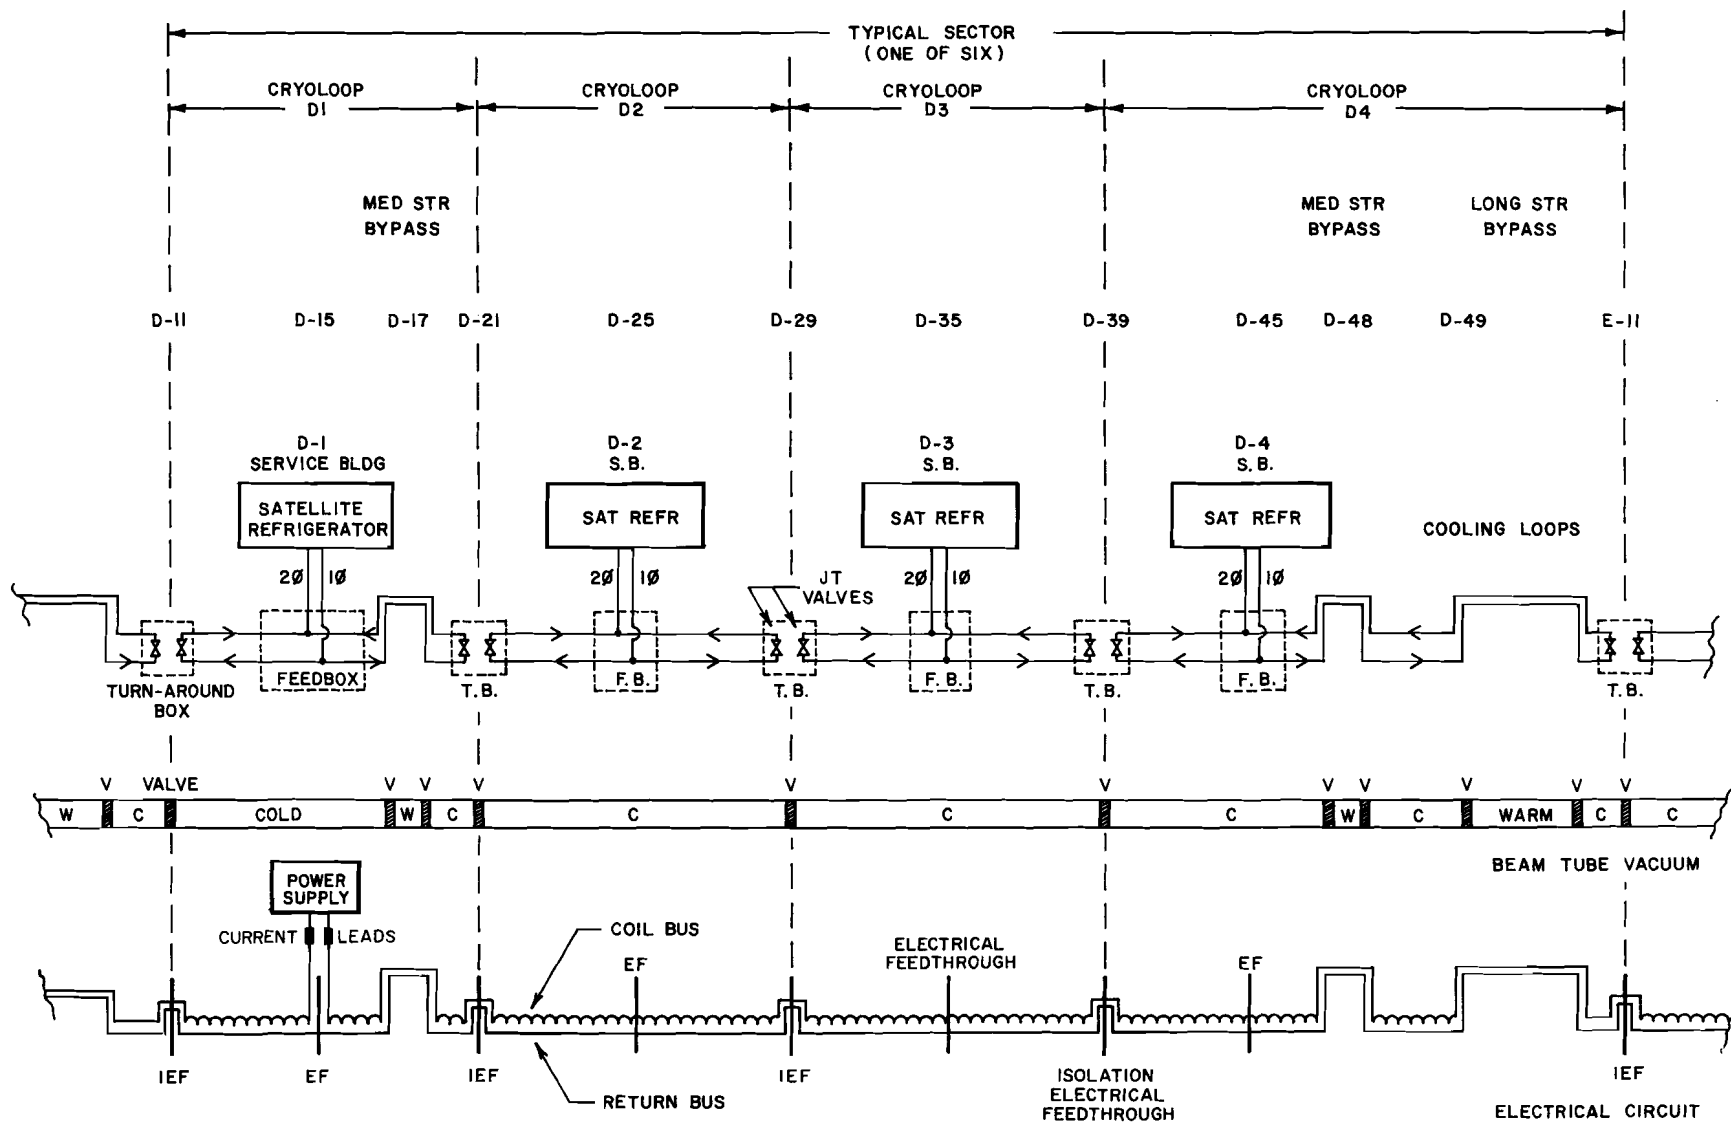 TYPICAL SECTOR
(ONE OF SIX)
CRYOLOOP
D1
CRYOLOOP
D2
CRYOLOOP
D3
CRYOLOOP
D4
MED STR
BYPASS
MED STR
BYPASS
LONG STR
BYPASS
D-11 D-15 D-17 D-21 D-25 D-29 D-35 D-39 D-45 D-48 D-49 E-11
D-1
SERVICE BLDG
D-2
S.B.
D-3
S.B.
D-4
S.B.
SATELLITE
REFRIGERATOR
SAT REFR
SAT REFR
SAT REFR
COOLING LOOPS
2Ø 1Ø 2Ø 1Ø 2Ø 1Ø 2Ø 1Ø
JT
VALVES
TURN-AROUND
BOX
FEEDBOX
T.B.
F.B.
T.B.
F.B.
T.B.
F.B.
T.B.
V VALVE V V V V V V V V V V
W C COLD W C C C C W C WARM C C
BEAM TUBE VACUUM
POWER
SUPPLY
CURRENT LEADS
COIL BUS
EF
ELECTRICAL
FEEDTHROUGH
EF
IEF EF IEF IEF
ISOLATION
ELECTRICAL
FEEDTHROUGH
IEF
RETURN BUS
ELECTRICAL CIRCUIT